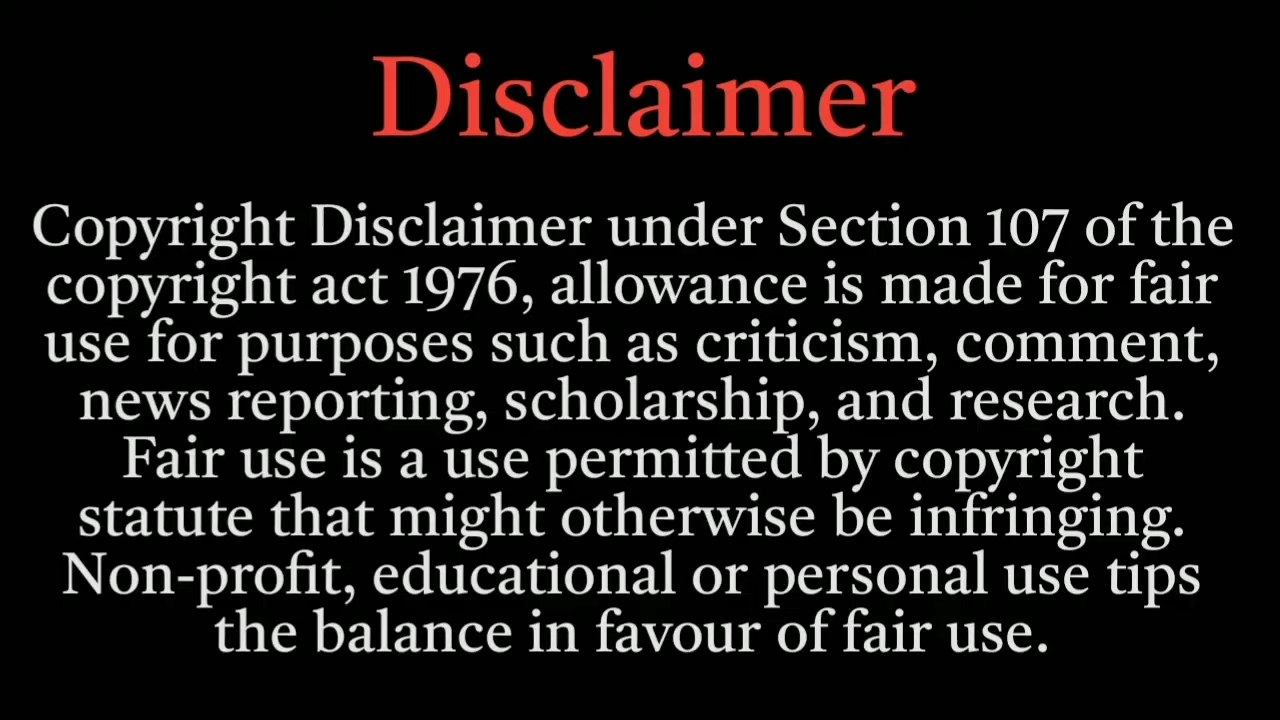 Disclaimer
Copyright Disclaimer under Section 107 of the
copyright act 1976, allowance is made for fair
use for purposes such as criticism, comment,
news reporting, scholarship, and research.
Fair use is a use permitted by copyright
statute that might otherwise be infringing.
Non-profit, educational or personal use tips
the balance in favour of fair use.